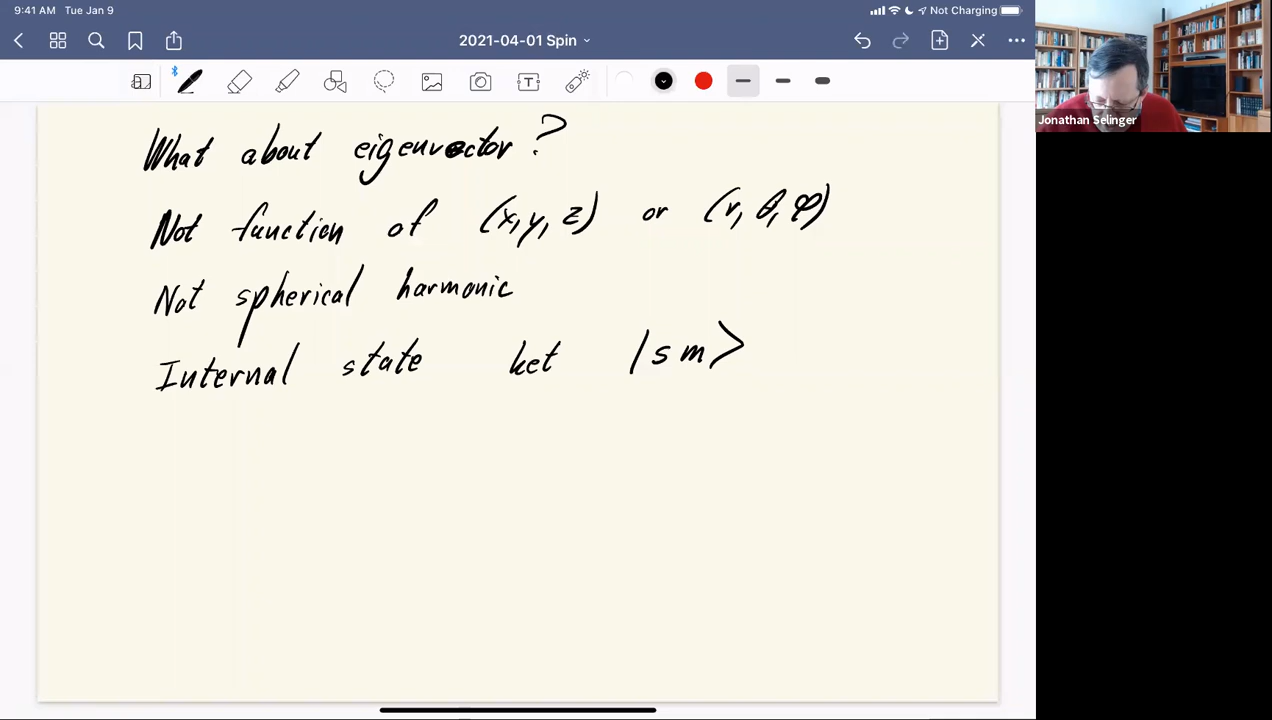 9:41 AM Tue Jan 9
Not Charging
2021-04-01 Spin
T
Jonathan Selinger
What about eigenvector?
Not function of (x, y, z) or (r, θ, φ)
Not spherical harmonic
Internal state ket |s m>